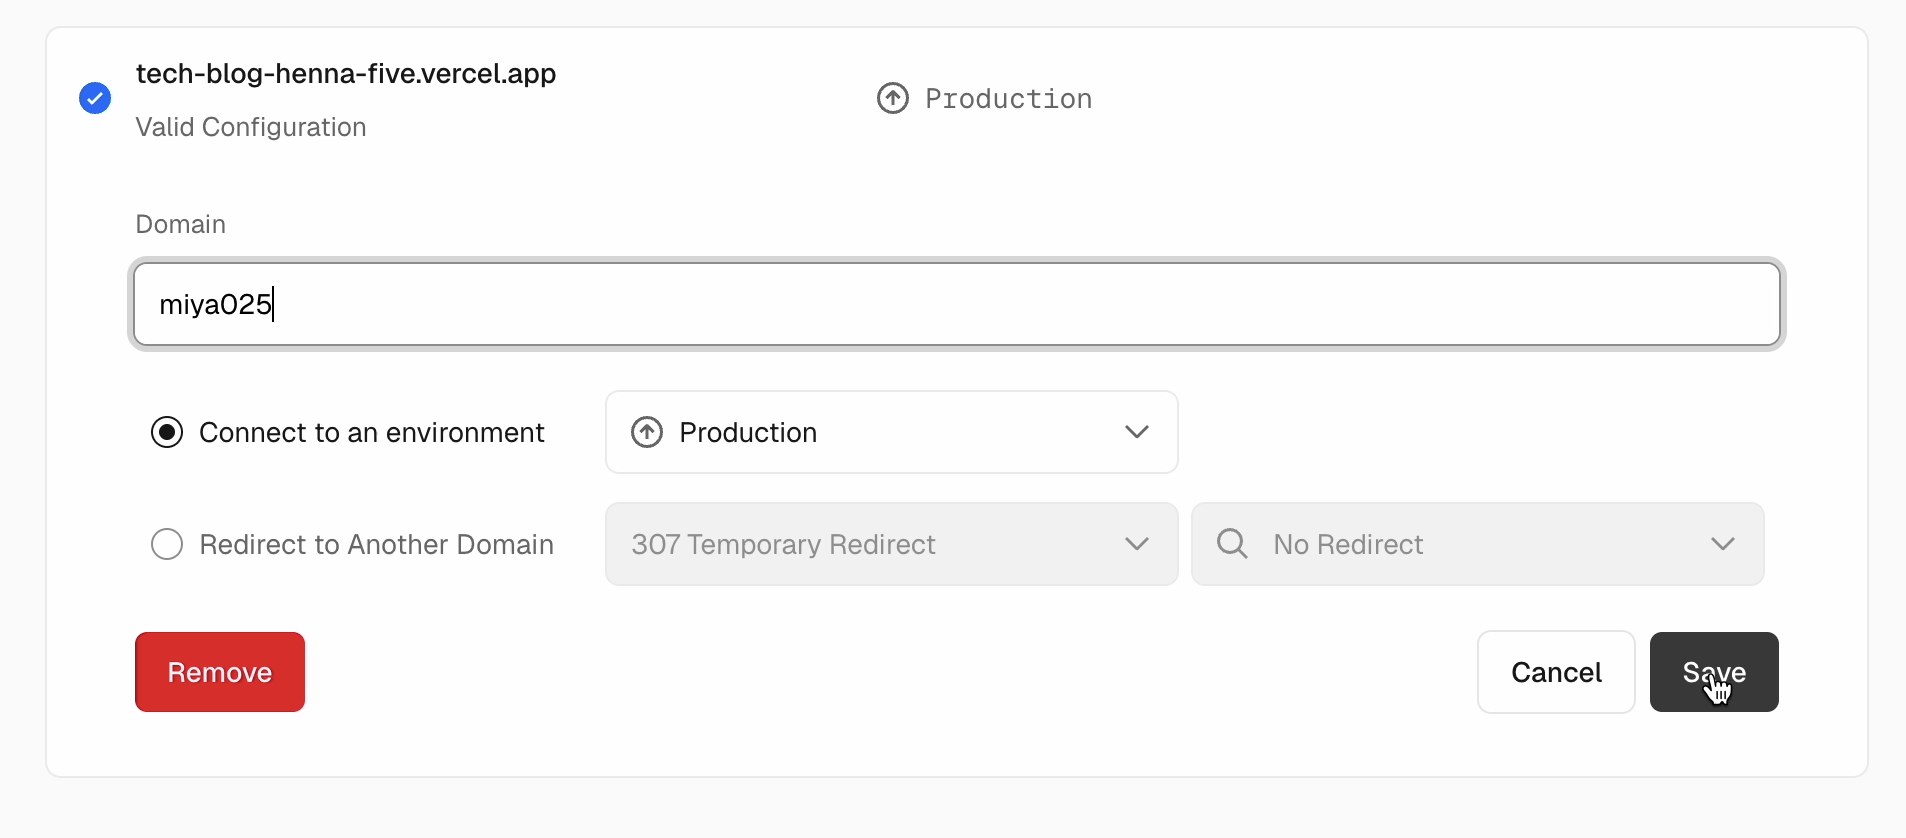 tech-blog-henna-five.vercel.app
Valid Configuration
Production
Domain
miya025
Connect to an environment
Production
Redirect to Another Domain
307 Temporary Redirect
No Redirect
Remove
Cancel
Save